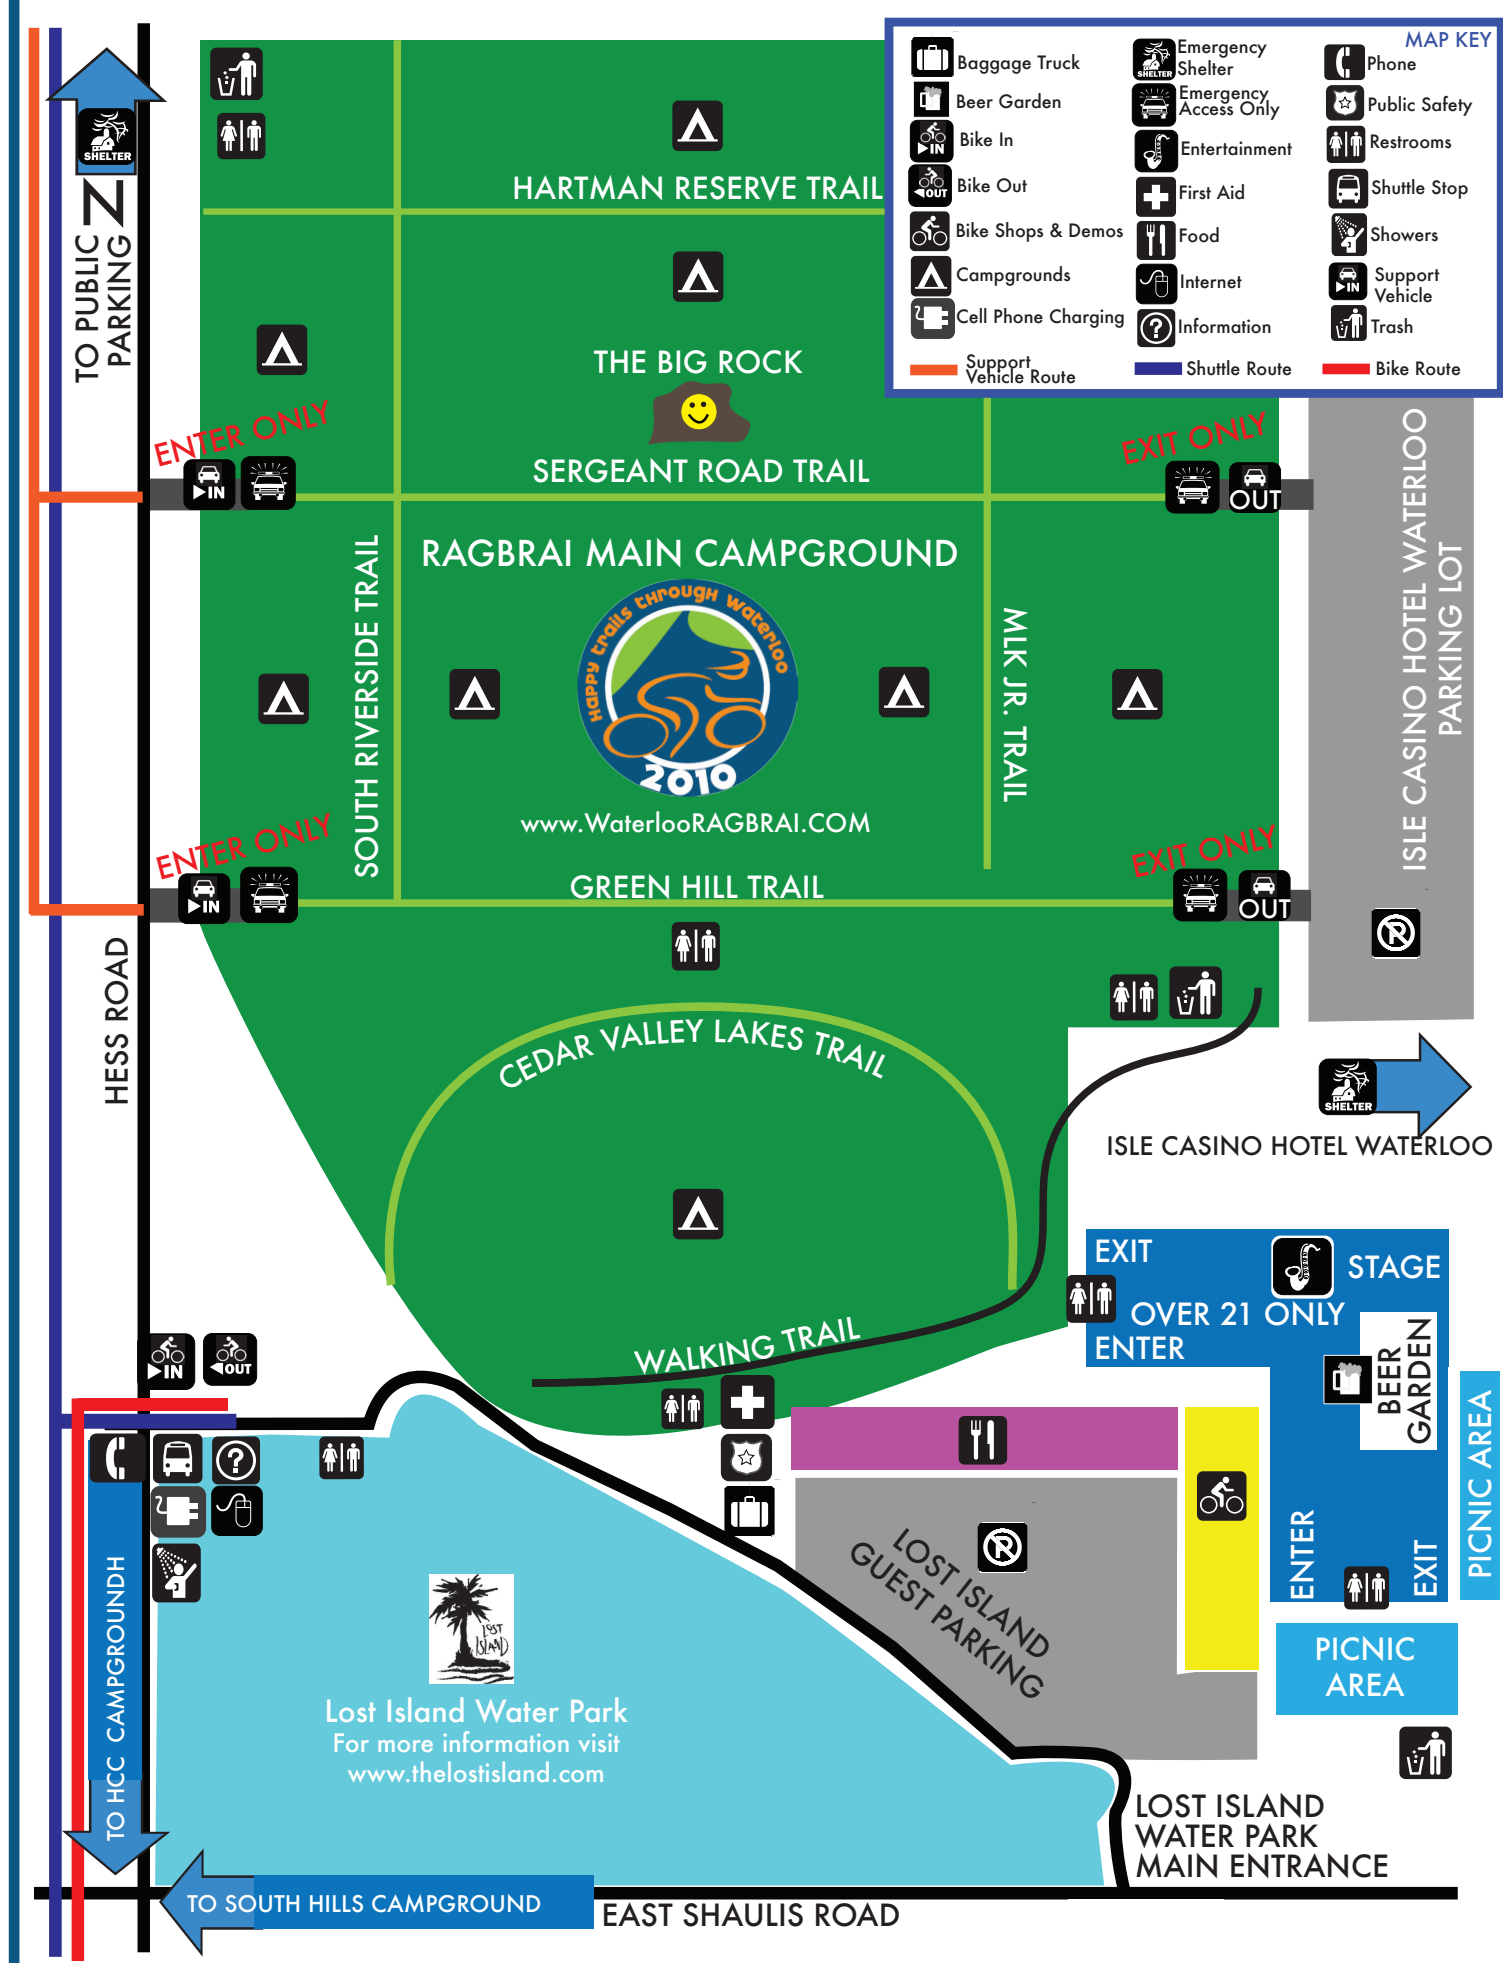 MAP KEY
Baggage Truck
Beer Garden
IN
Bike In
OUT
Bike Out
Bike Shops & Demos
Campgrounds
Cell Phone Charging
Support
Vehicle Route
SHELTER
Emergency
Shelter
Emergency
Access Only
Entertainment
First Aid
Food
Internet
?
Information
Shuttle Route
Phone
Public Safety
Restrooms
Shuttle Stop
Showers
IN
Support
Vehicle
Trash
Bike Route
SHELTER
N
TO PUBLIC
PARKING
HARTMAN RESERVE TRAIL
THE BIG ROCK
SERGEANT ROAD TRAIL
ENTER ONLY
IN
EXIT ONLY
OUT
RAGBRAI MAIN CAMPGROUND
Happy Trails Through Waterloo
2010
www.WaterlooRAGBRAI.COM
SOUTH RIVERSIDE TRAIL
MLK JR. TRAIL
ISLE CASINO HOTEL WATERLOO
PARKING LOT
ENTER ONLY
IN
EXIT ONLY
OUT
GREEN HILL TRAIL
P
HESS ROAD
CEDAR VALLEY LAKES TRAIL
SHELTER
ISLE CASINO HOTEL WATERLOO
WALKING TRAIL
EXIT
STAGE
OVER 21 ONLY
ENTER
BEER
GARDEN
PICNIC AREA
ENTER
EXIT
PICNIC
AREA
IN
OUT
?
P
LOST ISLAND
GUEST PARKING
LOST
ISLAND
Lost Island Water Park
For more information visit
www.thelostisland.com
TO HCC CAMPGROUNDH
LOST ISLAND
WATER PARK
MAIN ENTRANCE
TO SOUTH HILLS CAMPGROUND
EAST SHAULIS ROAD